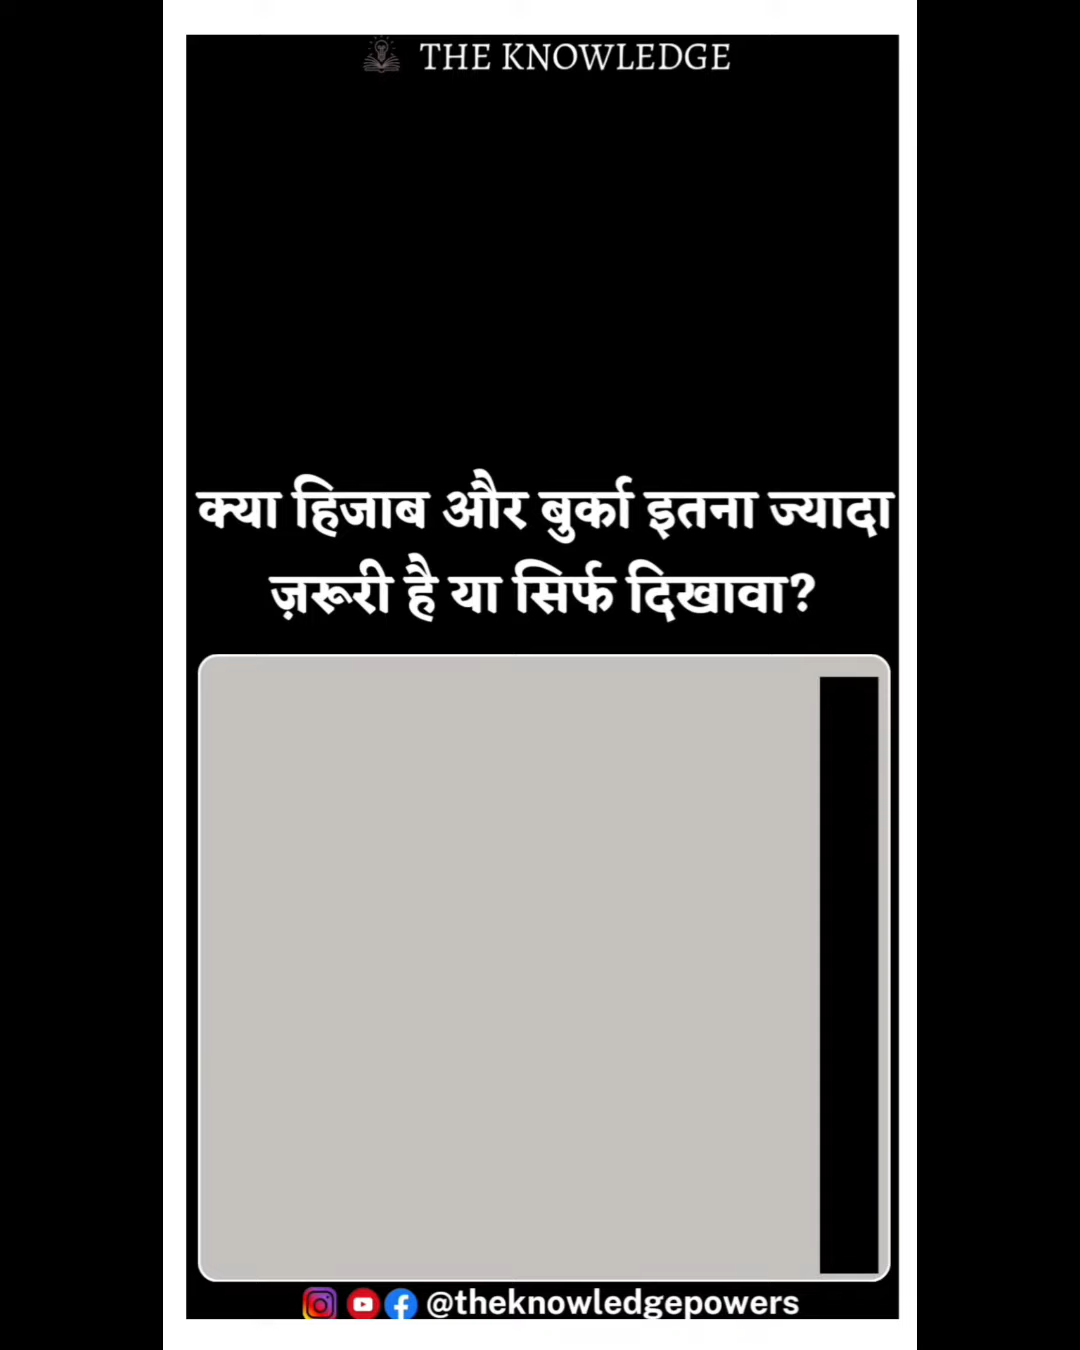 THE KNOWLEDGE
क्या हिजाब और बुर्का इतना ज्यादा
ज़रूरी है या सिर्फ दिखावा?
@theknowledgepowers